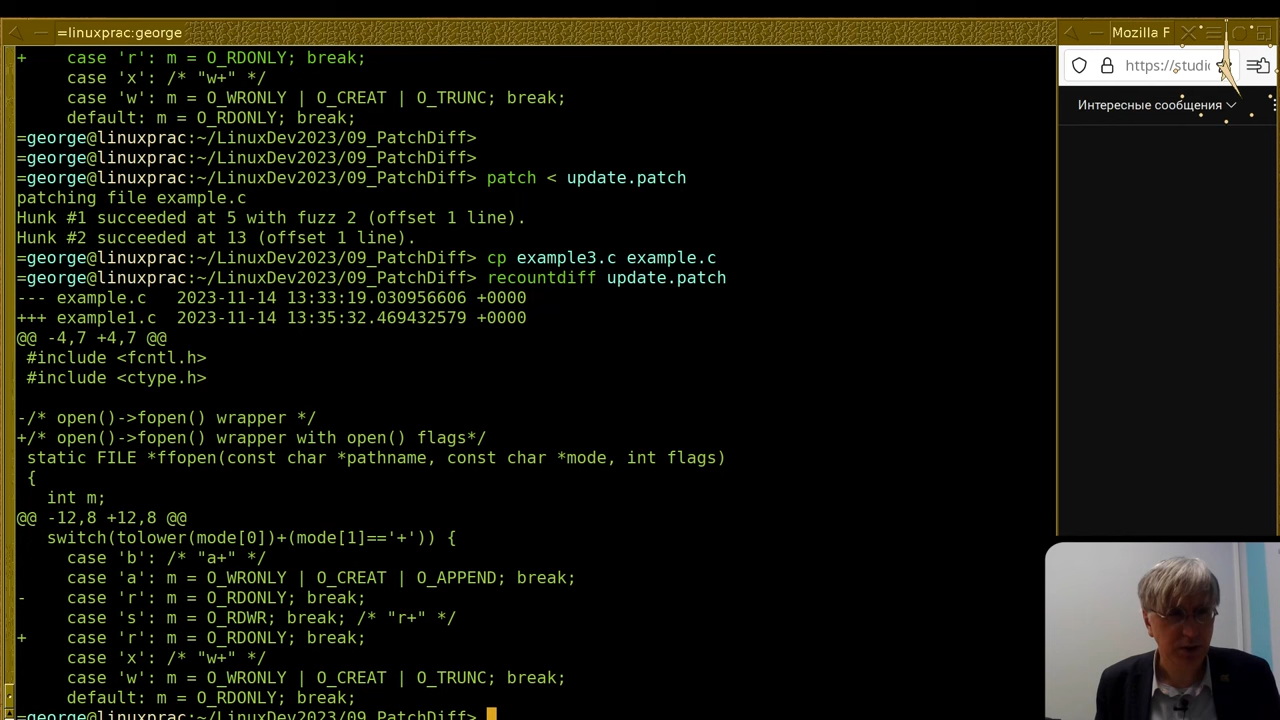 =linuxprac:george
Mozilla F
+    case 'r': m = O_RDONLY; break;
     case 'x': /* "w+" */
     case 'w': m = O_WRONLY | O_CREAT | O_TRUNC; break;
     default: m = O_RDONLY; break;
=george@linuxprac:~/LinuxDev2023/09_PatchDiff>
=george@linuxprac:~/LinuxDev2023/09_PatchDiff>
=george@linuxprac:~/LinuxDev2023/09_PatchDiff> patch < update.patch
patching file example.c
Hunk #1 succeeded at 5 with fuzz 2 (offset 1 line).
Hunk #2 succeeded at 13 (offset 1 line).
=george@linuxprac:~/LinuxDev2023/09_PatchDiff> cp example3.c example.c
=george@linuxprac:~/LinuxDev2023/09_PatchDiff> recountdiff update.patch
--- example.c   2023-11-14 13:33:19.030956606 +0000
+++ example1.c  2023-11-14 13:35:32.469432579 +0000
@@ -4,7 +4,7 @@
 #include <fcntl.h>
 #include <ctype.h>
-/* open()->fopen() wrapper */
+/* open()->fopen() wrapper with open() flags*/
 static FILE *ffopen(const char *pathname, const char *mode, int flags)
 {
   int m;
@@ -12,8 +12,8 @@
   switch(tolower(mode[0])+(mode[1]=='+')) {
     case 'b': /* "a+" */
     case 'a': m = O_WRONLY | O_CREAT | O_APPEND; break;
-    case 'r': m = O_RDONLY; break;
     case 's': m = O_RDWR; break; /* "r+" */
+    case 'r': m = O_RDONLY; break;
     case 'x': /* "w+" */
     case 'w': m = O_WRONLY | O_CREAT | O_TRUNC; break;
     default: m = O_RDONLY; break;
=george@linuxprac:~/LinuxDev2023/09_PatchDiff>
https://studi
Интересные сообщения